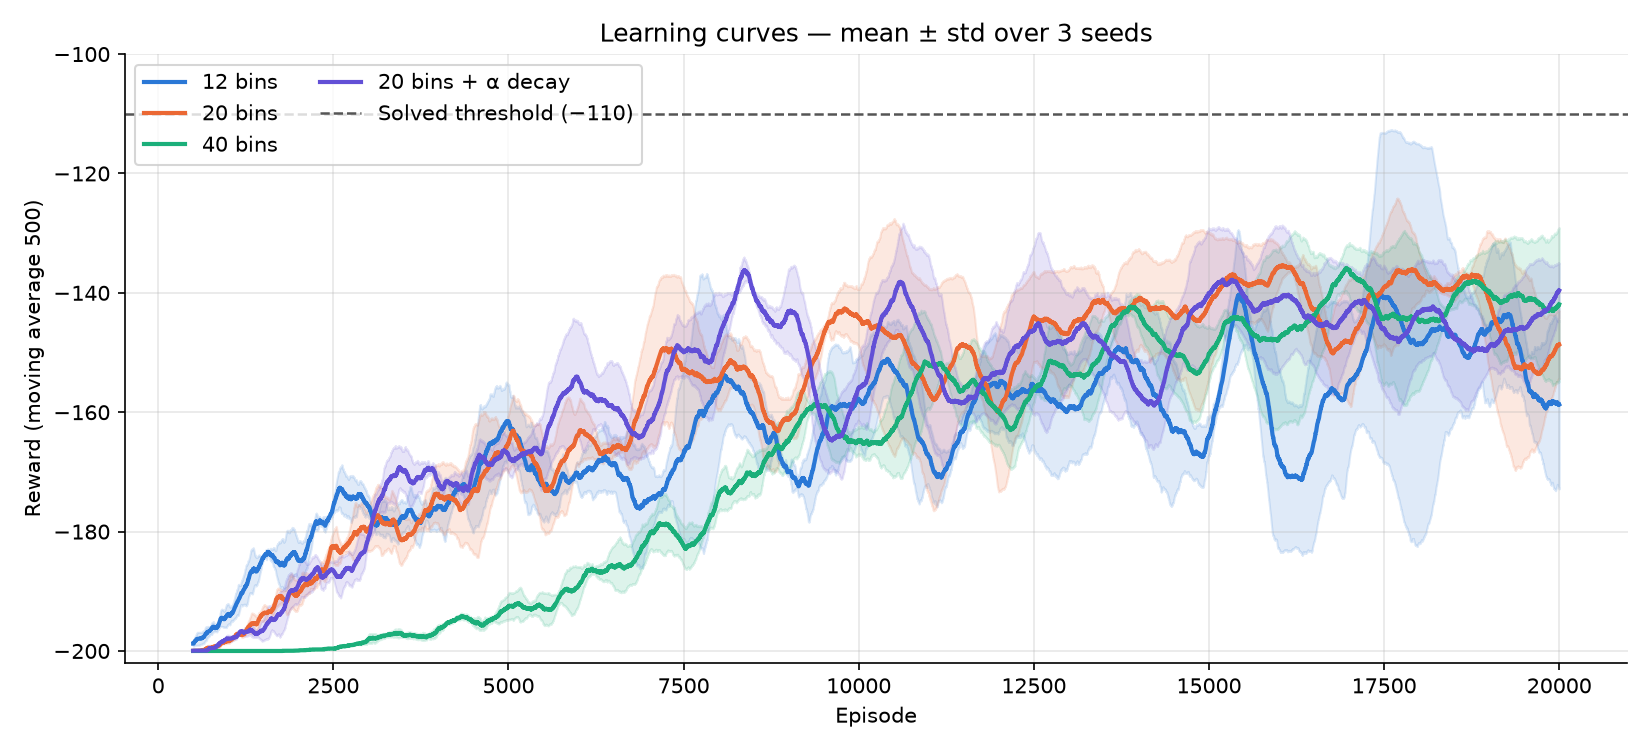 Learning curves — mean ± std over 3 seeds
12 bins
20 bins
40 bins
20 bins + α decay
Solved threshold (−110)
Reward (moving average 500)
−100
−120
−140
−160
−180
−200
0 2500 5000 7500 10000 12500 15000 17500 20000
Episode